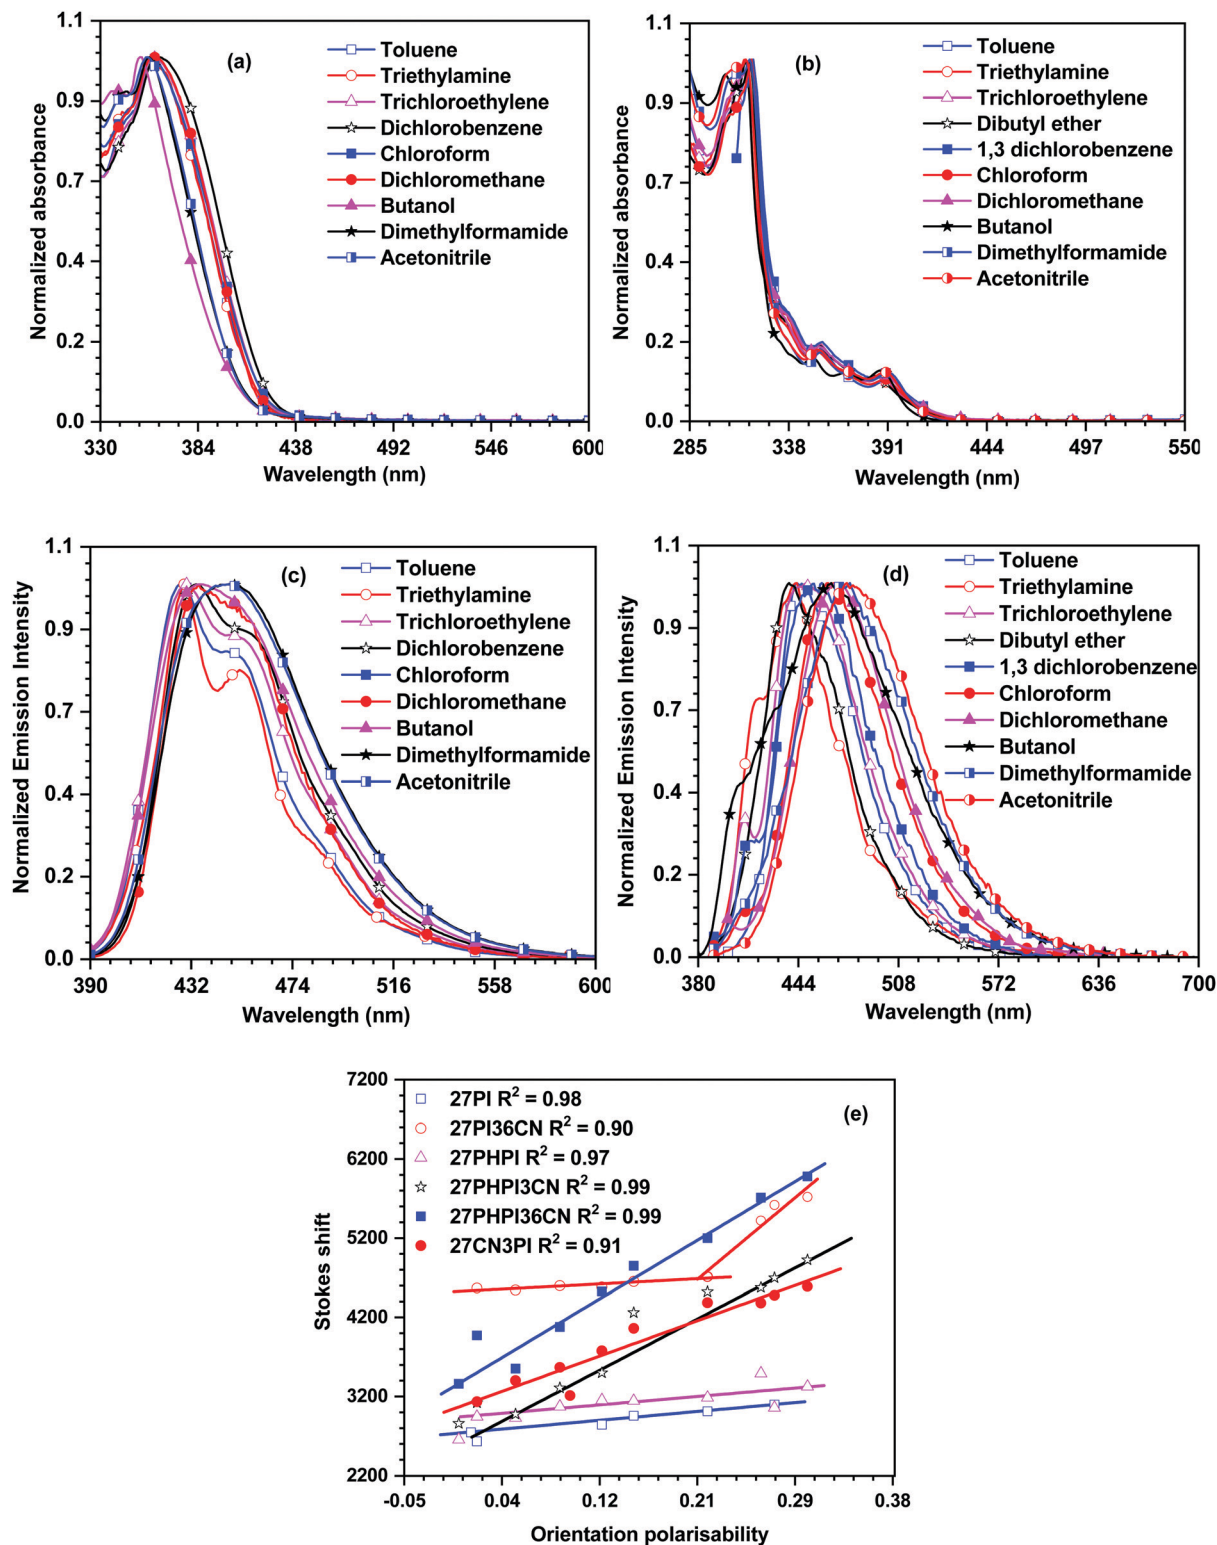 1.1
0.9
0.7
0.4
0.2
0.0
Normalized absorbance
(a)
Toluene
Triethylamine
Trichloroethylene
Dichlorobenzene
Chloroform
Dichloromethane
Butanol
Dimethylformamide
Acetonitrile
330 384 438 492 546 600
Wavelength (nm)
1.1
0.9
0.7
0.4
0.2
0.0
Normalized absorbance
(b)
Toluene
Triethylamine
Trichloroethylene
Dibutyl ether
1,3 dichlorobenzene
Chloroform
Dichloromethane
Butanol
Dimethylformamide
Acetonitrile
285 338 391 444 497 550
Wavelength (nm)
1.1
0.9
0.7
0.4
0.2
0.0
Normalized Emission Intensity
(c)
Toluene
Triethylamine
Trichloroethylene
Dichlorobenzene
Chloroform
Dichloromethane
Butanol
Dimethylformamide
Acetonitrile
390 432 474 516 558 600
Wavelength (nm)
1.1
0.9
0.7
0.4
0.2
0.0
Normalized Emission Intensity
(d)
Toluene
Triethylamine
Trichloroethylene
Dibutyl ether
1,3 dichlorobenzene
Chloroform
Dichloromethane
Butanol
Dimethylformamide
Acetonitrile
380 444 508 572 636 700
Wavelength (nm)
7200
6200
5200
4200
3200
2200
Stokes shift
(e)
27PI R² = 0.98
27PI36CN R² = 0.90
27PHPI R² = 0.97
27PHPI3CN R² = 0.99
27PHPI36CN R² = 0.99
27CN3PI R² = 0.91
-0.05 0.04 0.12 0.21 0.29 0.38
Orientation polarisability